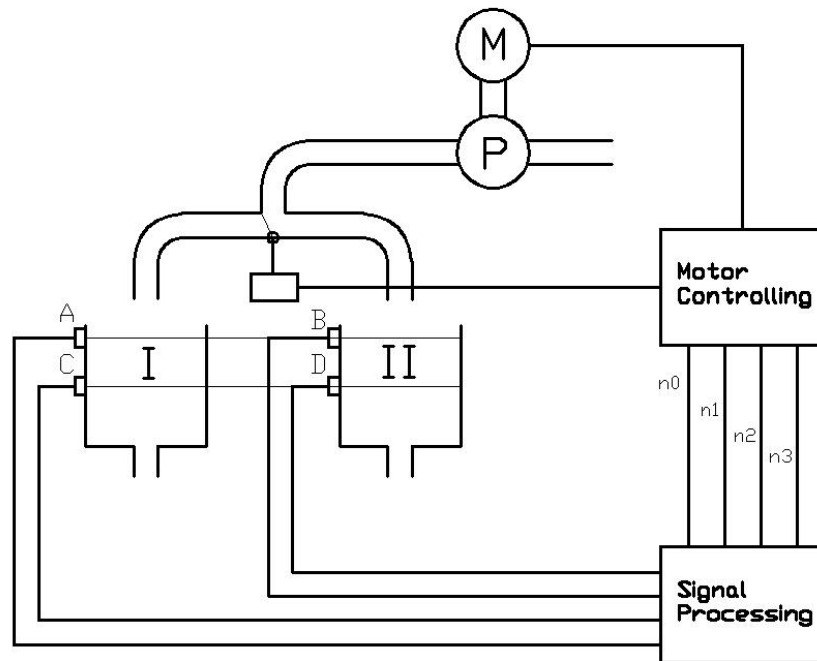 M
P
Motor
Controlling
A
B
I
II
C
D
n0
n1
n2
n3
Signal
Processing